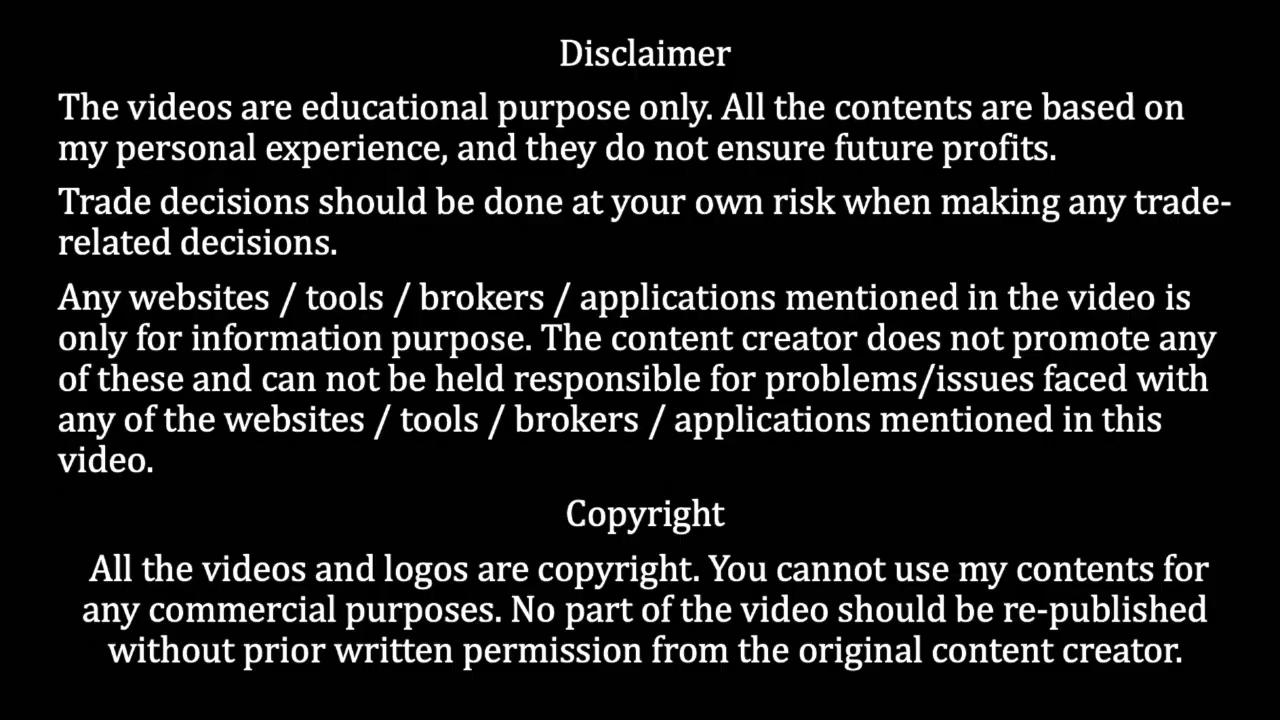 Disclaimer
The videos are educational purpose only. All the contents are based on
my personal experience, and they do not ensure future profits.
Trade decisions should be done at your own risk when making any trade-
related decisions.
Any websites / tools / brokers / applications mentioned in the video is
only for information purpose. The content creator does not promote any
of these and can not be held responsible for problems/issues faced with
any of the websites / tools / brokers / applications mentioned in this
video.
Copyright
All the videos and logos are copyright. You cannot use my contents for
any commercial purposes. No part of the video should be re-published
without prior written permission from the original content creator.